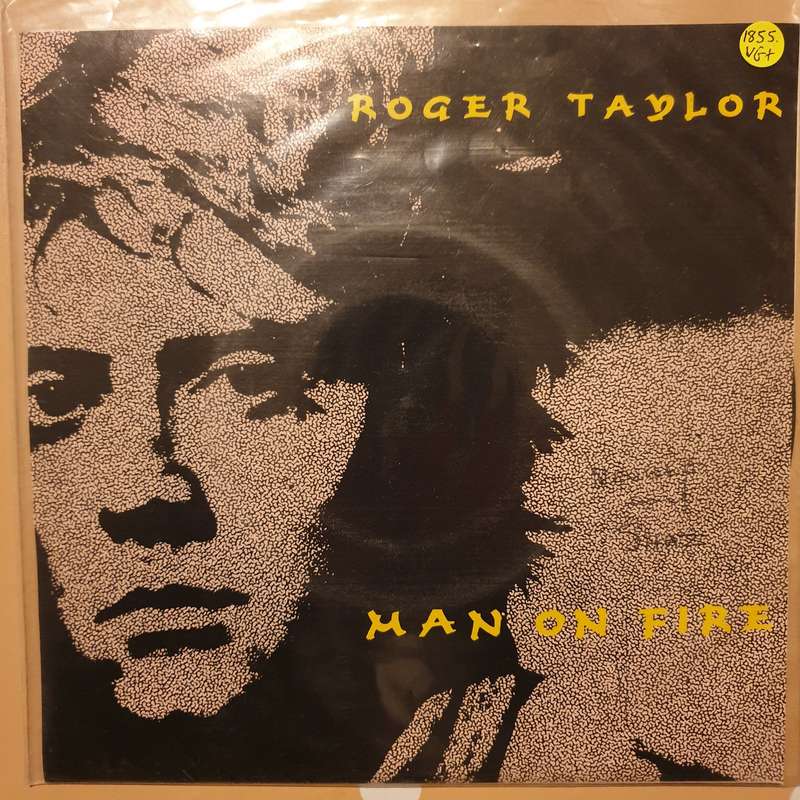 1855.
VG+
ROGER TAYLOR
MAN ON FIRE